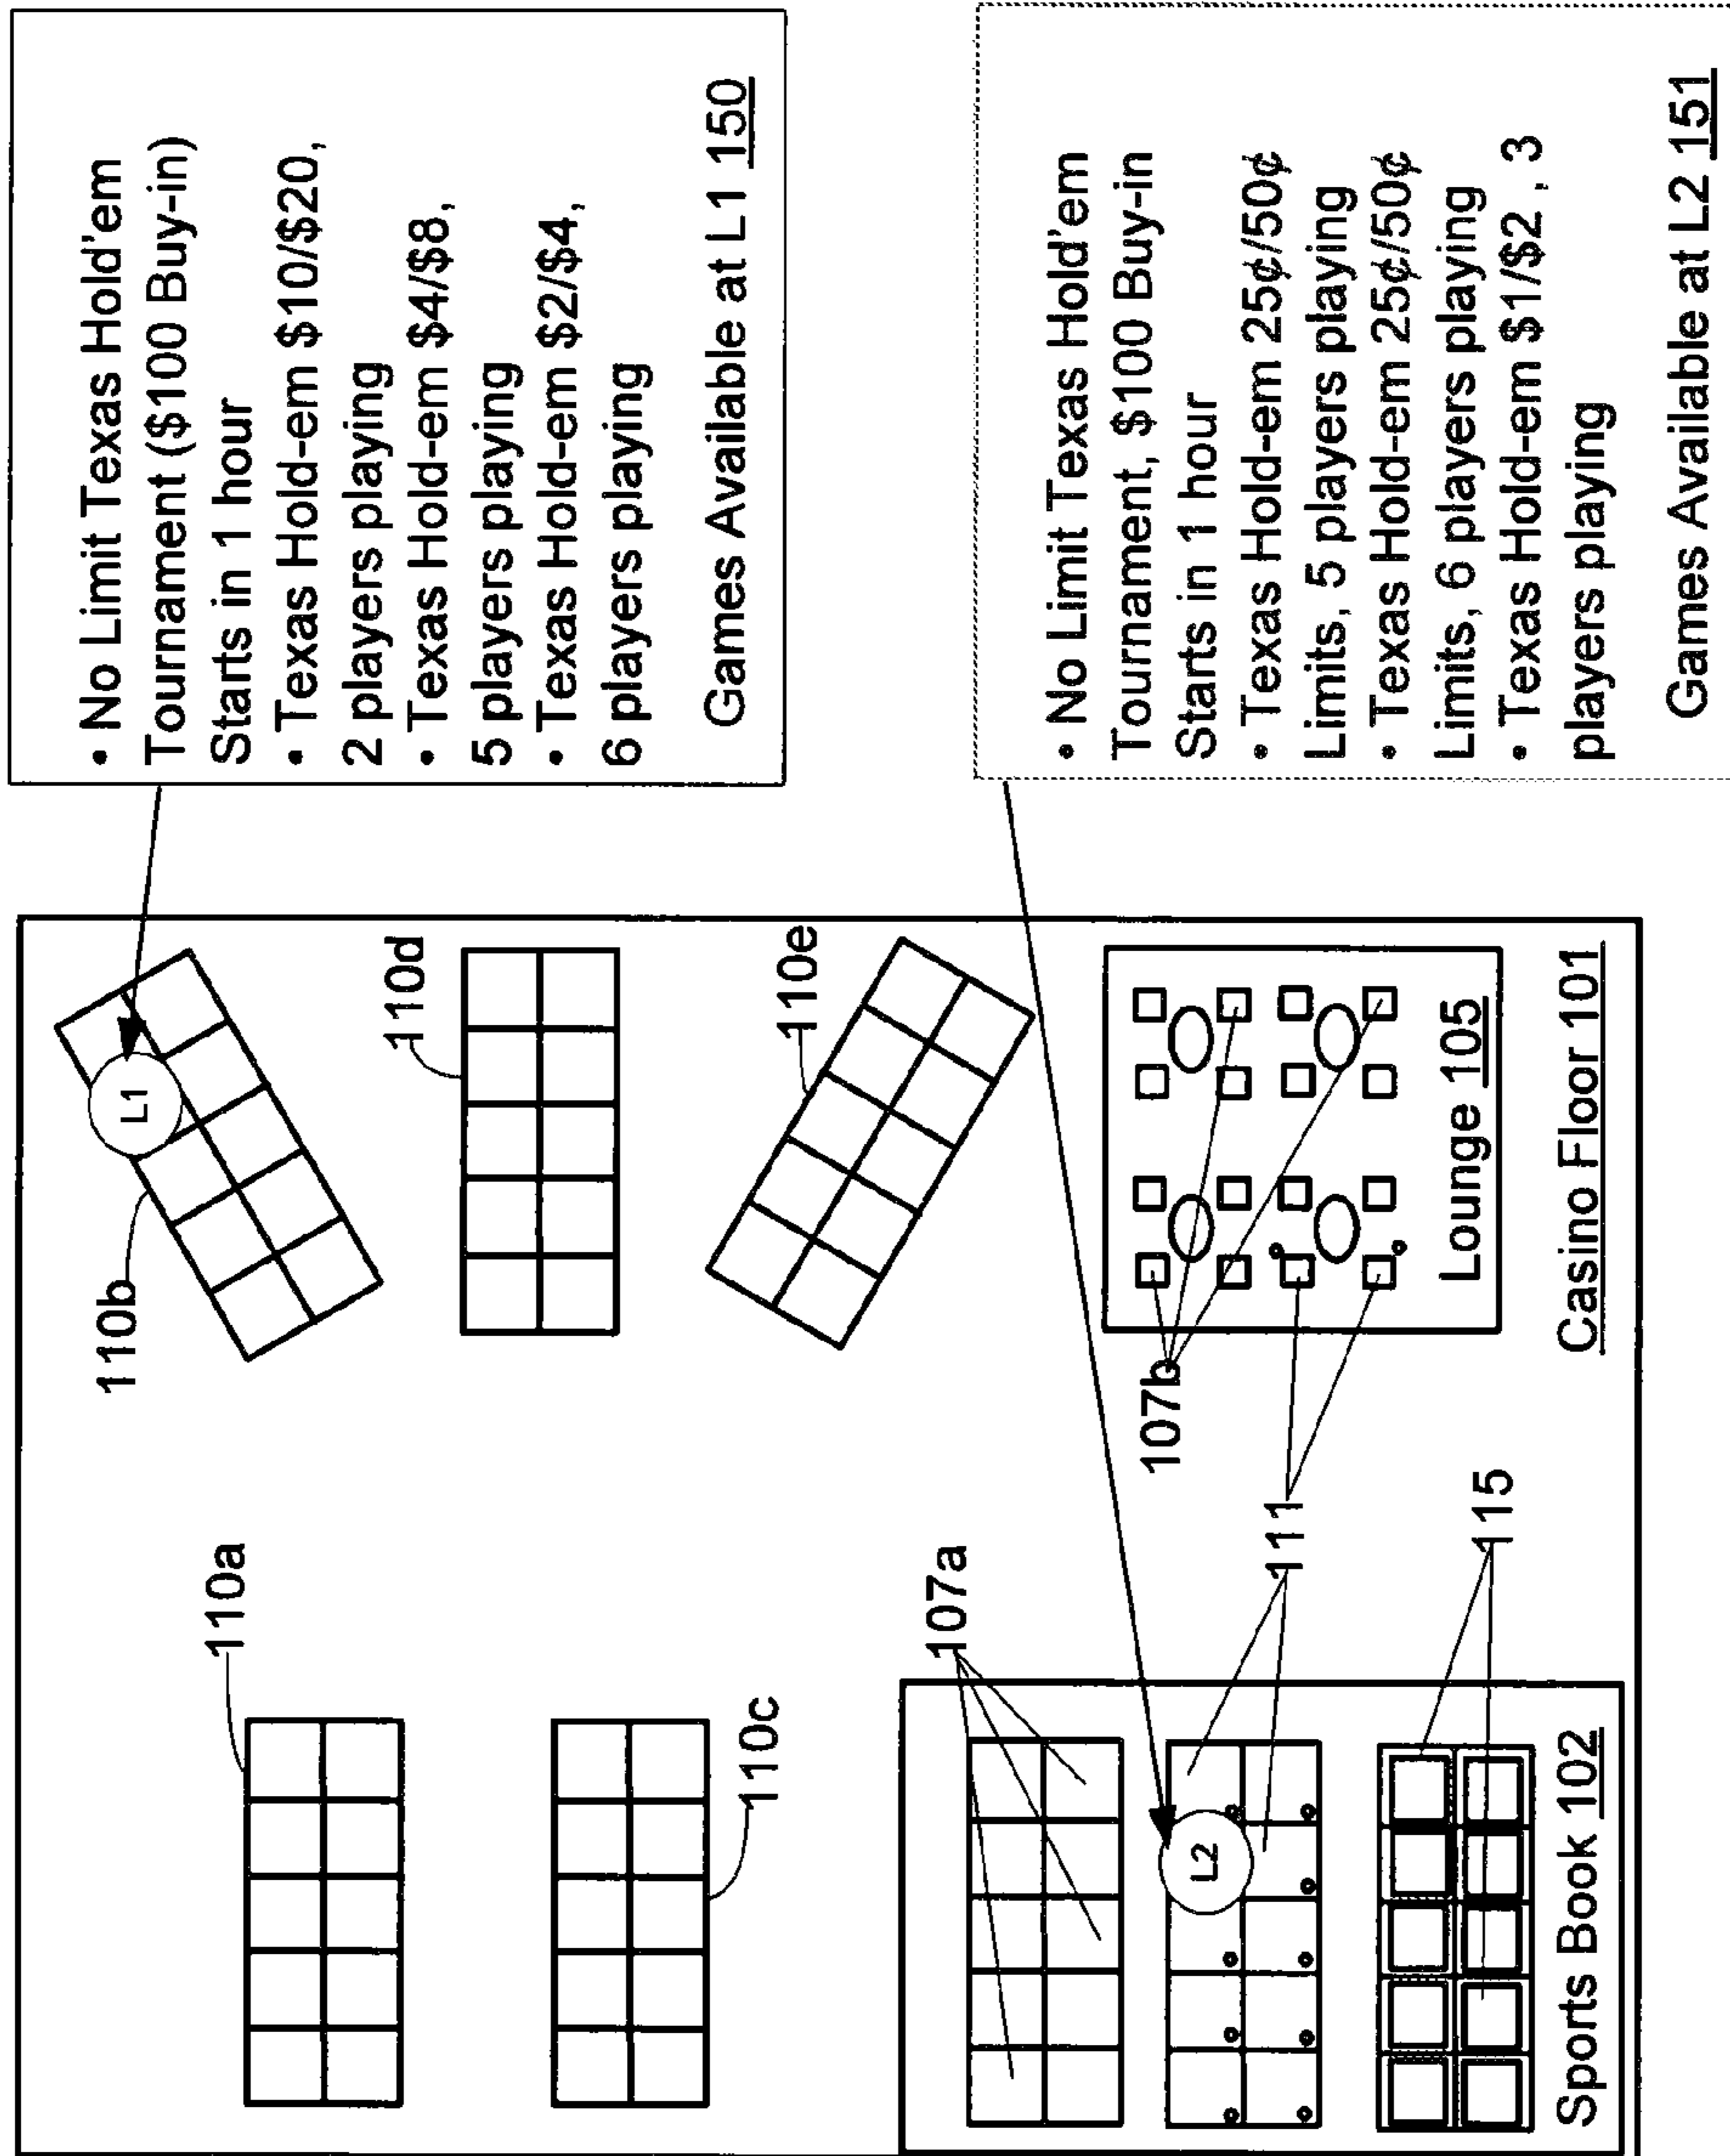 • No Limit Texas Hold'em
Tournament ($100 Buy-in)
Starts in 1 hour
• Texas Hold-em $10/$20,
2 players playing
• Texas Hold-em $4/$8,
5 players playing
• Texas Hold-em $2/$4,
6 players playing
Games Available at L1 150
• No Limit Texas Hold'em
Tournament, $100 Buy-in
Starts in 1 hour
• Texas Hold-em 25¢/50¢
Limits, 5 players playing
• Texas Hold-em 25¢/50¢
Limits, 6 players playing
• Texas Hold-em $1/$2 , 3
players playing
Games Available at L2 151
110a
110b
L1
110c
110d
110e
107a
107b
L2
111
115
Sports Book 102
Lounge 105
Casino Floor 101